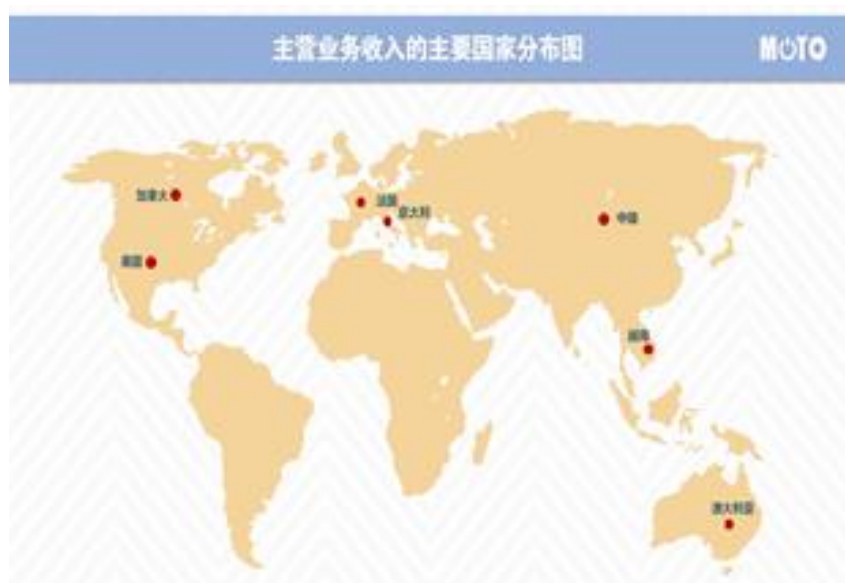 主营业务收入的主要国家分布图
MOTO
加拿大
法国
意大利
中国
美国
越南
澳大利亚